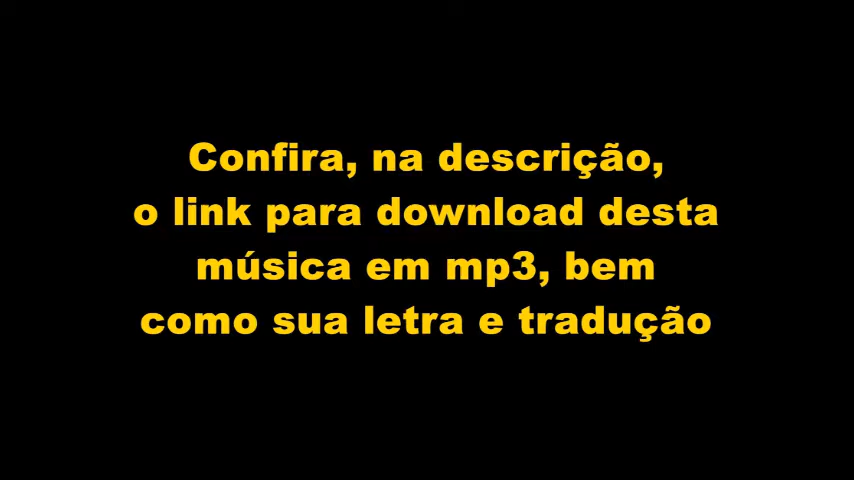 Confira, na descrição,
o link para download desta
música em mp3, bem
como sua letra e tradução